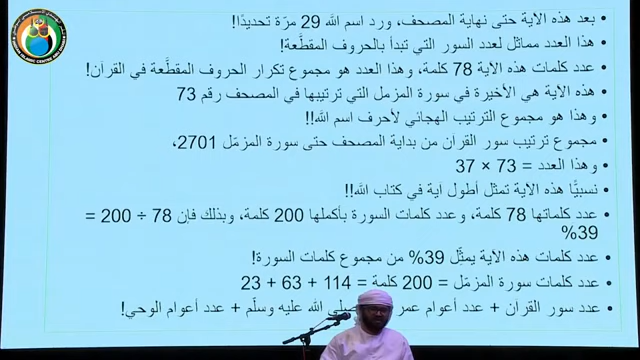 • بعد هذه الآية حتى نهاية المصحف، ورد اسم الله 29 مرّة تحديدًا!
• هذا العدد مماثل لعدد السور التي تبدأ بالحروف المقطَّعة!
• عدد كلمات هذه الآية 78 كلمة، وهذا العدد هو مجموع تكرار الحروف المقطَّعة في القرآن!
• هذه الآية هي الأخيرة في سورة المزمل التي ترتيبها في المصحف رقم 73
• وهذا هو مجموع الترتيب الهجائي لأحرف اسم الله!!
• مجموع ترتيب سور القرآن من بداية المصحف حتى سورة المزمّل 2701،
• وهذا العدد = 73 × 37
• نسبيًّا هذه الآية تمثل أطول آية في كتاب الله!!
• عدد كلماتها 78 كلمة، وعدد كلمات السورة بأكملها 200 كلمة، وبذلك فإن 78 ÷ 200 =
39%
• عدد كلمات هذه الآية يمثّل 39% من مجموع كلمات السورة!
• عدد كلمات سورة المزمّل = 200 كلمة = 114 + 63 + 23
• عدد سور القرآن + عدد أعوام عمر صلى الله عليه وسلّم + عدد أعوام الوحي!